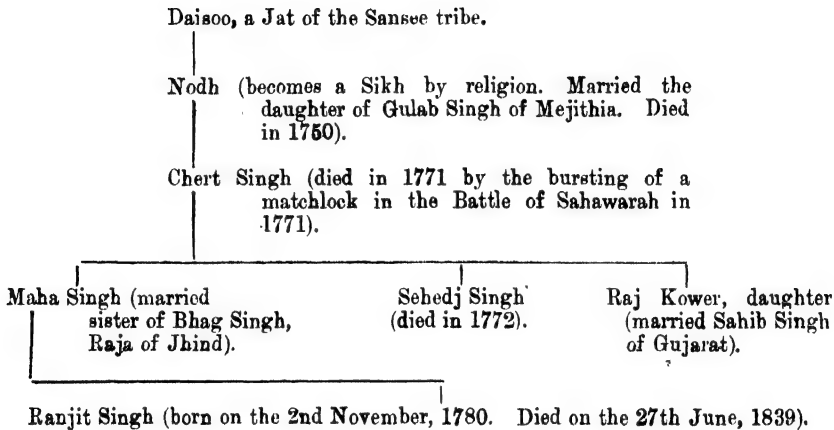 Daisoo, a Jat of the Sansee tribe.
Nodh (becomes a Sikh by religion. Married the
daughter of Gulab Singh of Mejithia. Died
in 1750).
Chert Singh (died in 1771 by the bursting of a
matchlock in the Battle of Sahawarah in
1771).
Maha Singh (married
sister of Bhag Singh,
Raja of Jhind).
Sehedj Singh
(died in 1772).
Raj Kower, daughter
(married Sahib Singh
of Gujarat).
Ranjit Singh (born on the 2nd November, 1780. Died on the 27th June, 1839).